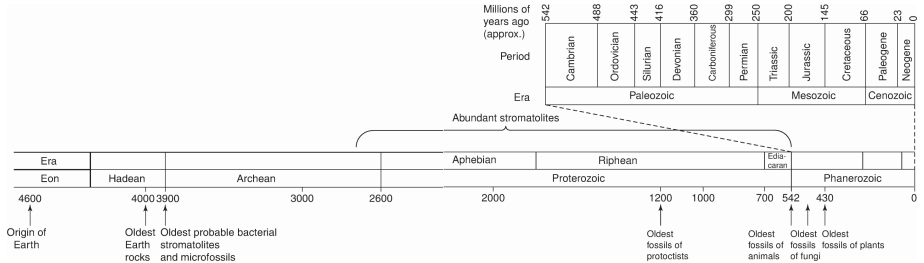 Millions of
years ago
(approx.)
542 488 443 416 360 299 250 200 145 66 23 0
Period
Cambrian Ordovician Silurian Devonian Carboniferous Permian Triassic Jurassic Cretaceous Paleogene Neogene
Era Paleozoic Mesozoic Cenozoic
Abundant stromatolites
Era Aphebian Riphean Edia-
caran
Eon Hadean Archean Proterozoic Phanerozoic
4600 4000 3900 3000 2600 2000 1200 1000 700 542 430 0
Origin of
Earth
Oldest
Earth
rocks
Oldest probable bacterial
stromatolites
and microfossils
Oldest
fossils of
protoctists
Oldest
fossils of
animals
Oldest
fossils
of fungi
Oldest
fossils of plants